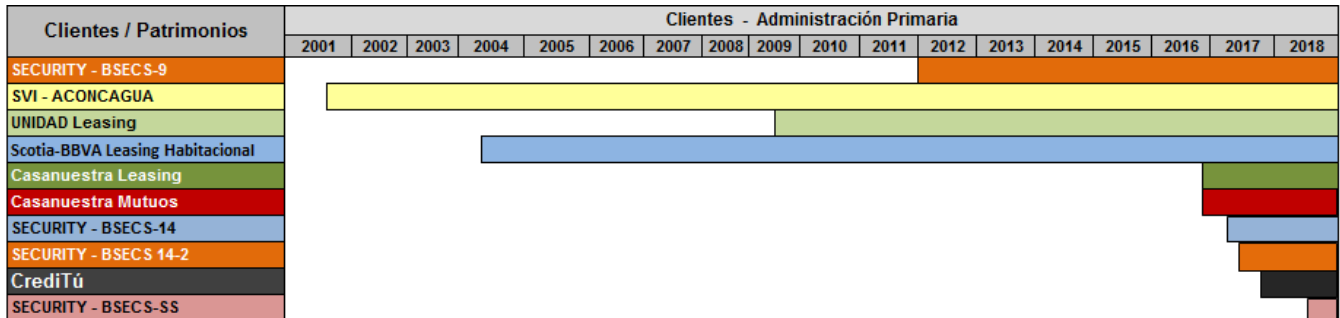 Clientes / Patrimonios
Clientes - Administración Primaria
2001 2002 2003 2004 2005 2006 2007 2008 2009 2010 2011 2012 2013 2014 2015 2016 2017 2018
SECURITY - BSECS-9
SVI - ACONCAGUA
UNIDAD Leasing
Scotia-BBVA Leasing Habitacional
Casanuestra Leasing
Casanuestra Mutuos
SECURITY - BSECS-14
SECURITY - BSECS 14-2
CrediTú
SECURITY - BSECS-SS